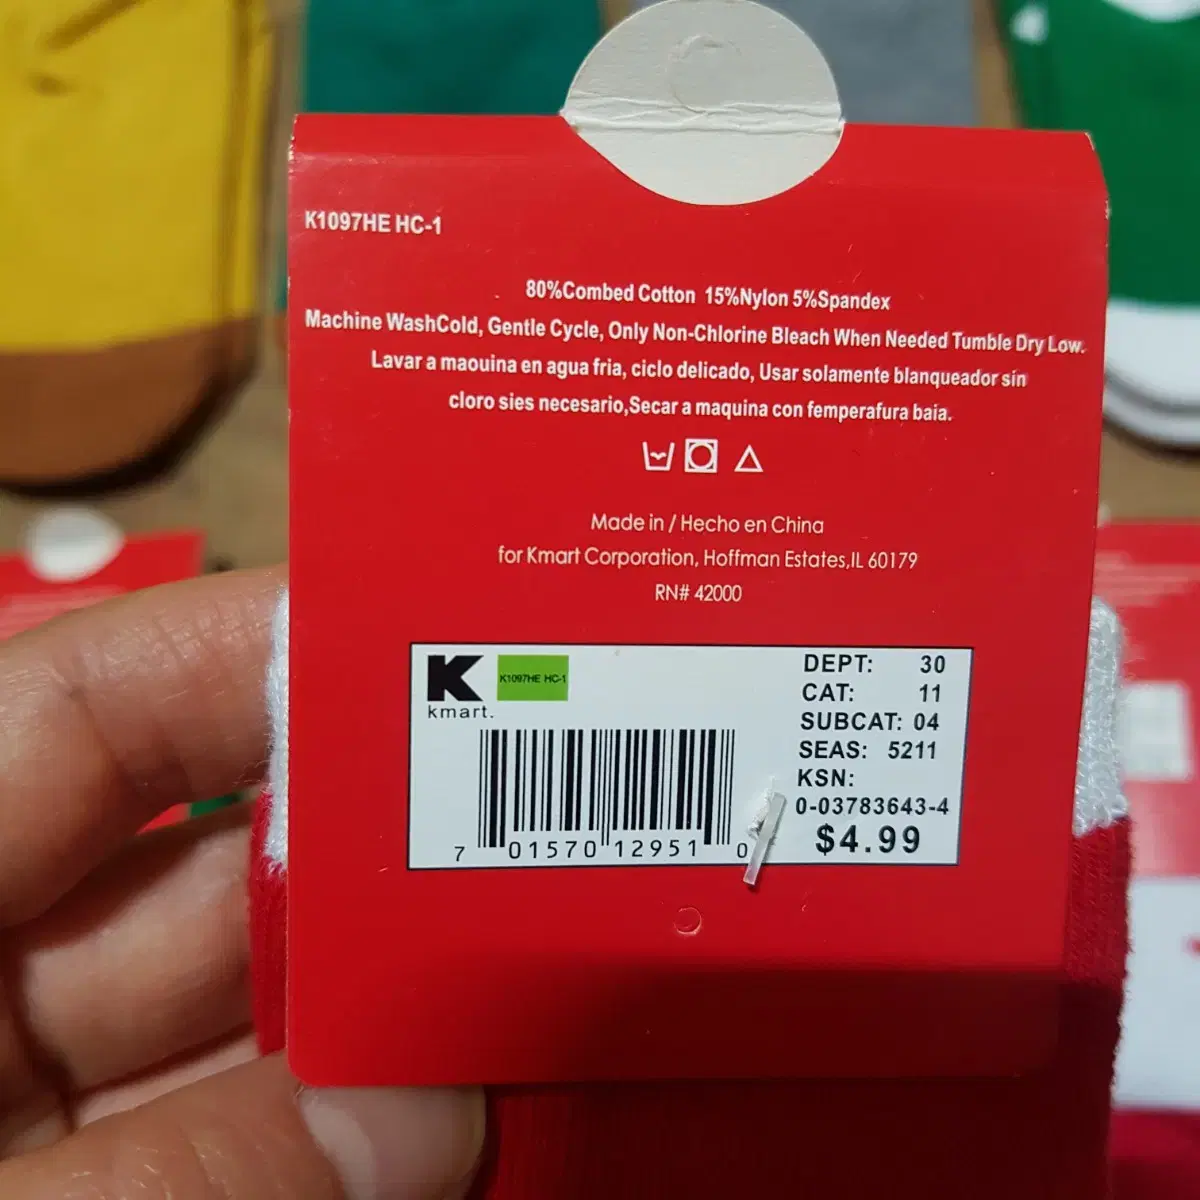 K1097HE HC-1
80%Combed Cotton 15%Nylon 5%Spandex
Machine WashCold, Gentle Cycle, Only Non-Chlorine Bleach When Needed Tumble Dry Low.
Lavar a maouina en agua fria, ciclo delicado, Usar solamente blanqueador sin
cloro sies necesario,Secar a maquina con femperafura baia.
Made in / Hecho en China
for Kmart Corporation, Hoffman Estates,IL 60179
RN# 42000
K
kmart.
K1097HE HC-1
7 01570 12951 0
DEPT: 30
CAT: 11
SUBCAT: 04
SEAS: 5211
KSN:
0-03783643-4
$4.99